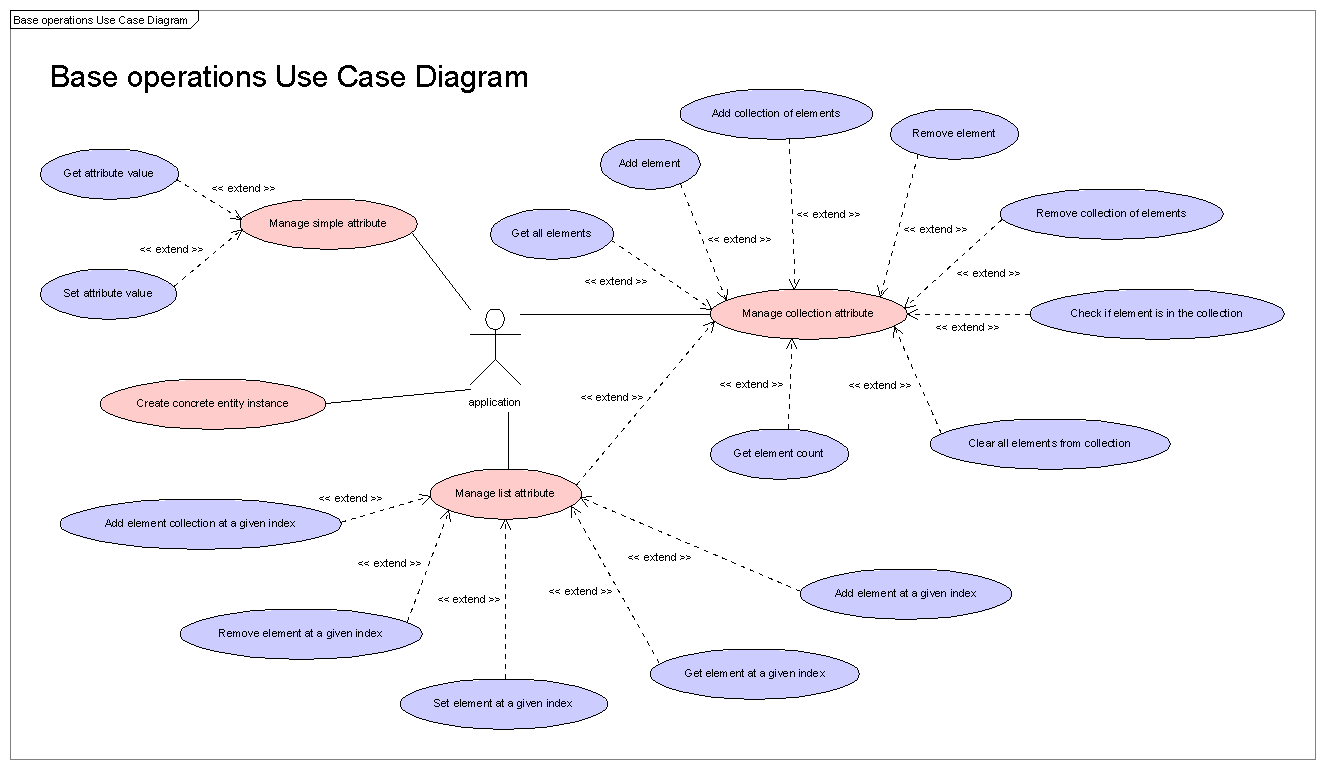 Base operations Use Case Diagram
Base operations Use Case Diagram
Add collection of elements
Remove element
Add element
Get attribute value
<< extend >>
Manage simple attribute
<< extend >>
Set attribute value
Get all elements
<< extend >>
<< extend >>
<< extend >>
<< extend >>
Remove collection of elements
<< extend >>
Manage collection attribute
Check if element is in the collection
<< extend >>
Create concrete entity instance
application
<< extend >>
<< extend >>
<< extend >>
Get element count
Clear all elements from collection
Manage list attribute
<< extend >>
Add element collection at a given index
<< extend >>
<< extend >>
<< extend >>
<< extend >>
Add element at a given index
Remove element at a given index
Get element at a given index
Set element at a given index